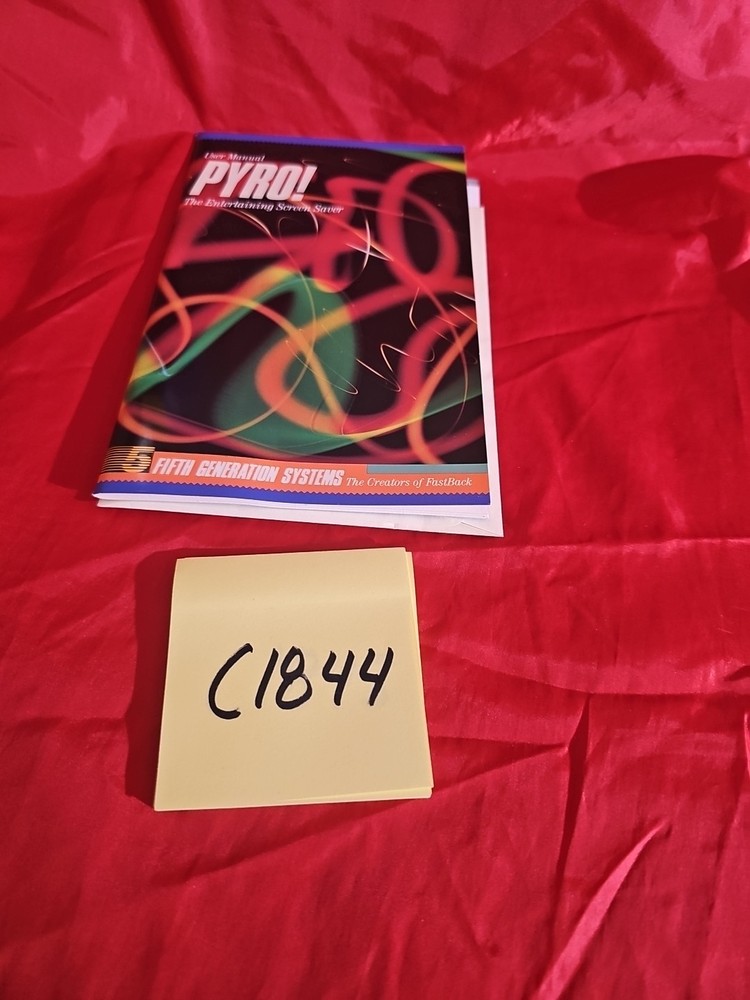 User Manual
PYRO!
The Entertaining Screen Saver
5 FIFTH GENERATION SYSTEMS The Creators of FastBack
C1844